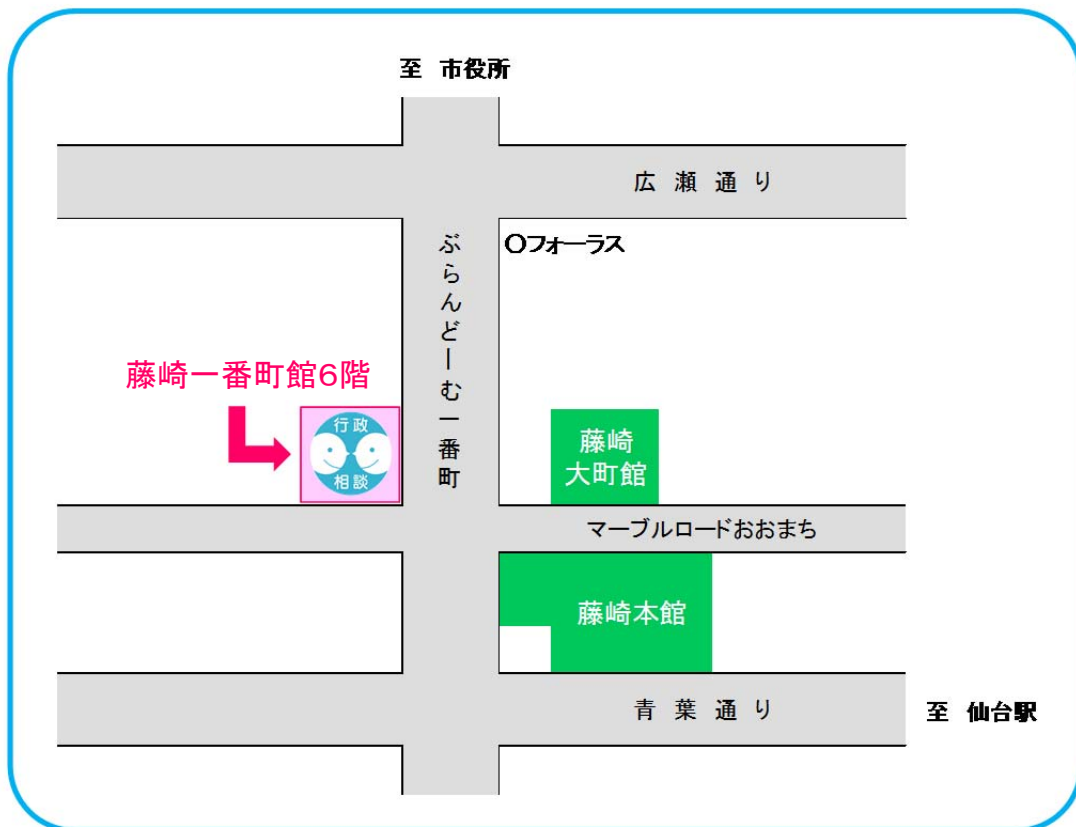 至 市役所
広瀬通り
ぶらんどーむ一番町
○フォーラス
藤崎一番町館6階
行政
相談
藤崎
大町館
マーブルロードおおまち
藤崎本館
青葉通り
至 仙台駅